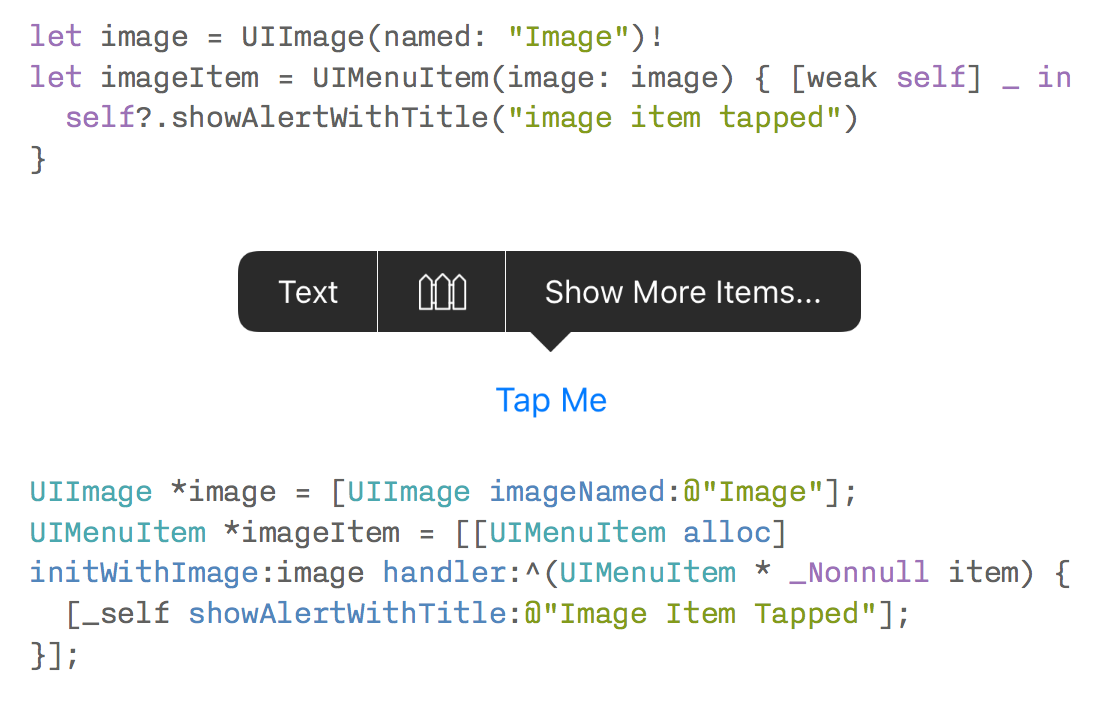 let image = UIImage(named: "Image")!
let imageItem = UIMenuItem(image: image) { [weak self] _ in
  self?.showAlertWithTitle("image item tapped")
}
Text
Show More Items...
Tap Me
UIImage *image = [UIImage imageNamed:@"Image"];
UIMenuItem *imageItem = [[UIMenuItem alloc]
initWithImage:image handler:^(UIMenuItem * _Nonnull item) {
  [_self showAlertWithTitle:@"Image Item Tapped"];
}];